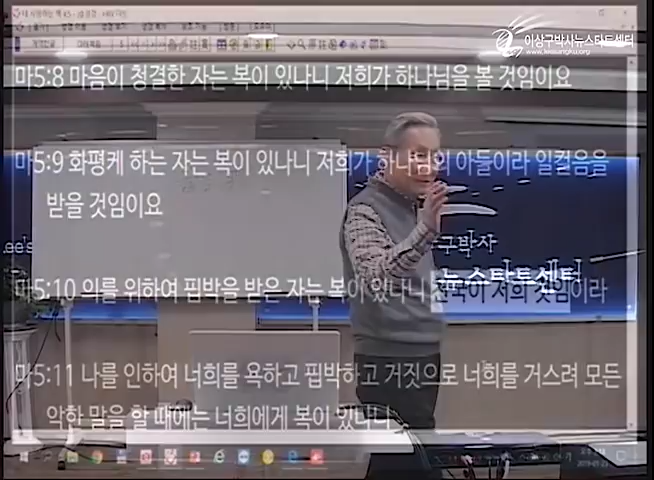 이상구박사뉴스타트센터
www.leesangku.org
마5:8 마음이 청결한 자는 복이 있나니 저희가 하나님을 볼 것임이요
마5:9 화평케 하는 자는 복이 있나니 저희가 하나님의 아들이라 일컬음을
받을 것임이요
Lee's
구박사
뉴스타트센터
마5:10 의를 위하여 핍박을 받은 자는 복이 있나니 천국이 저희 것임이라
마5:11 나를 인하여 너희를 욕하고 핍박하고 거짓으로 너희를 거스려 모든
악한 말을 할 때에는 너희에게 복이 있나니